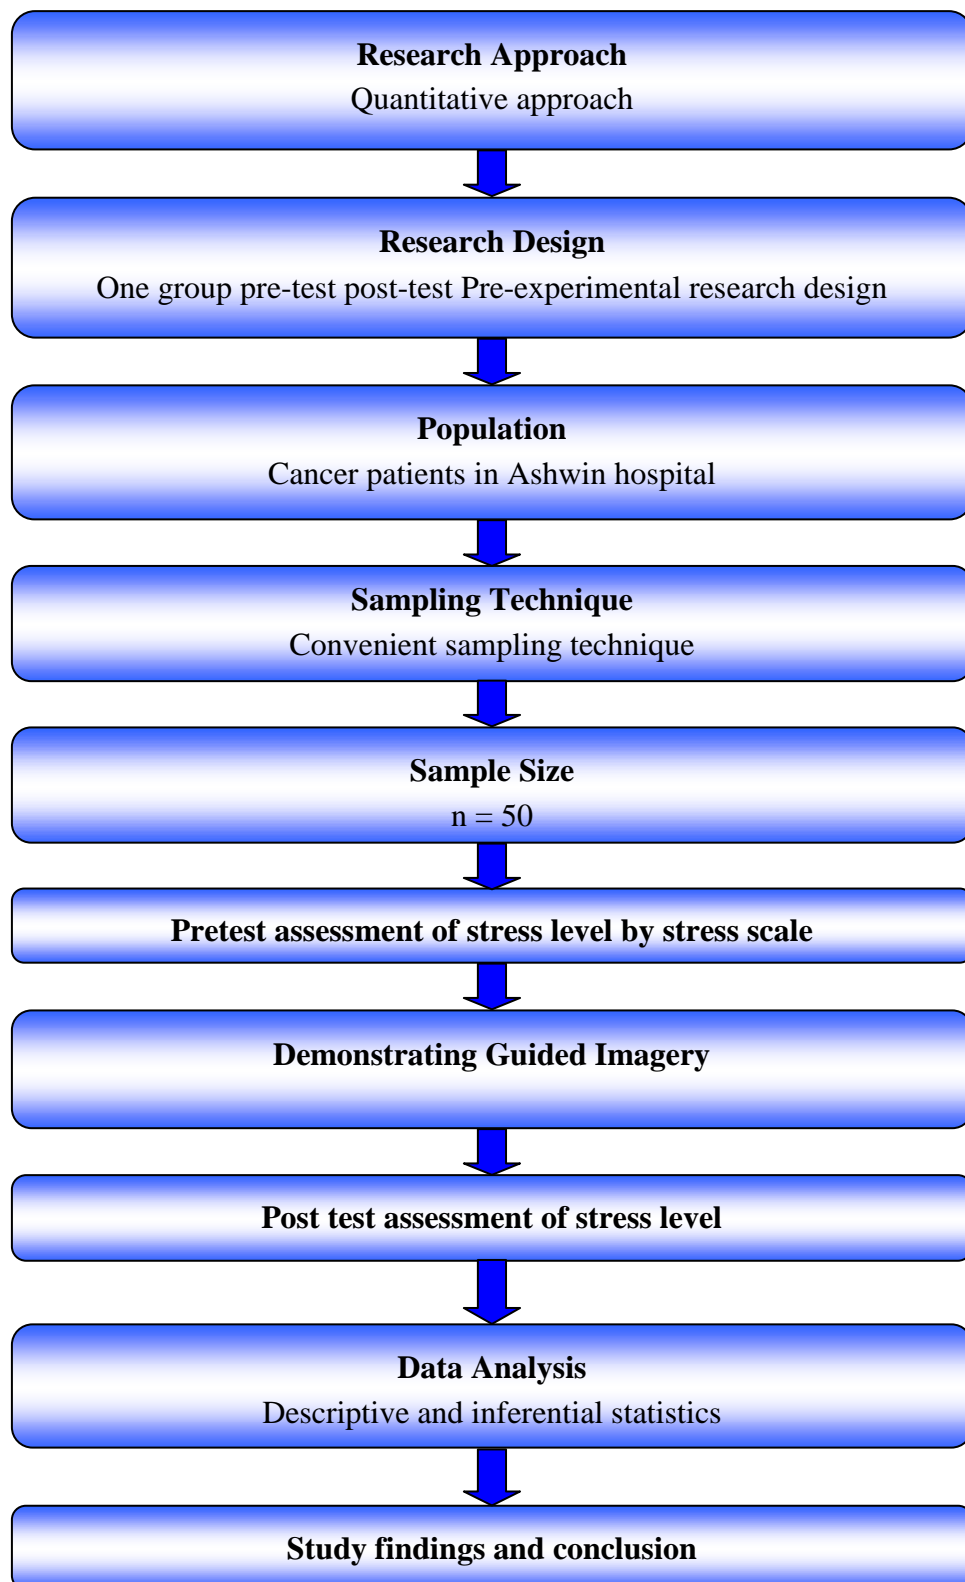 Research Approach
Quantitative approach
Research Design
One group pre-test post-test Pre-experimental research design
Population
Cancer patients in Ashwin hospital
Sampling Technique
Convenient sampling technique
Sample Size
n = 50
Pretest assessment of stress level by stress scale
Demonstrating Guided Imagery
Post test assessment of stress level
Data Analysis
Descriptive and inferential statistics
Study findings and conclusion